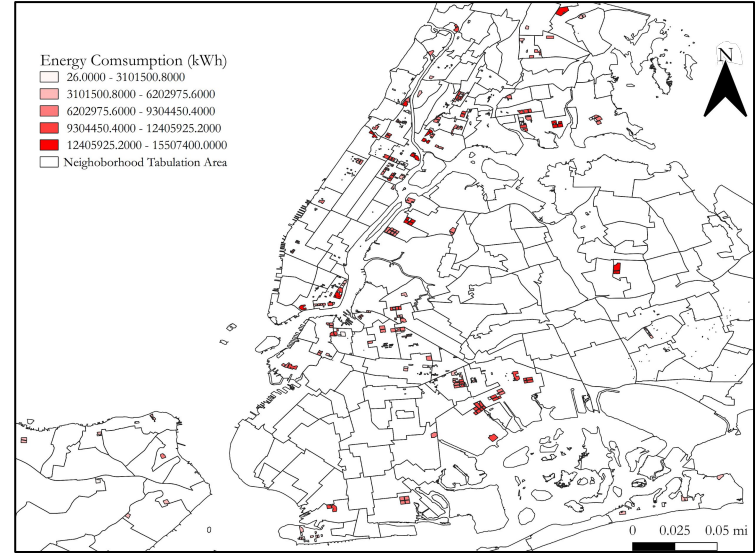 N
Energy Comsumption (kWh)
26.0000 - 3101500.8000
3101500.8000 - 6202975.6000
6202975.6000 - 9304450.4000
9304450.4000 - 12405925.2000
12405925.2000 - 15507400.0000
Neighoborhood Tabulation Area
0 0.025 0.05 mi